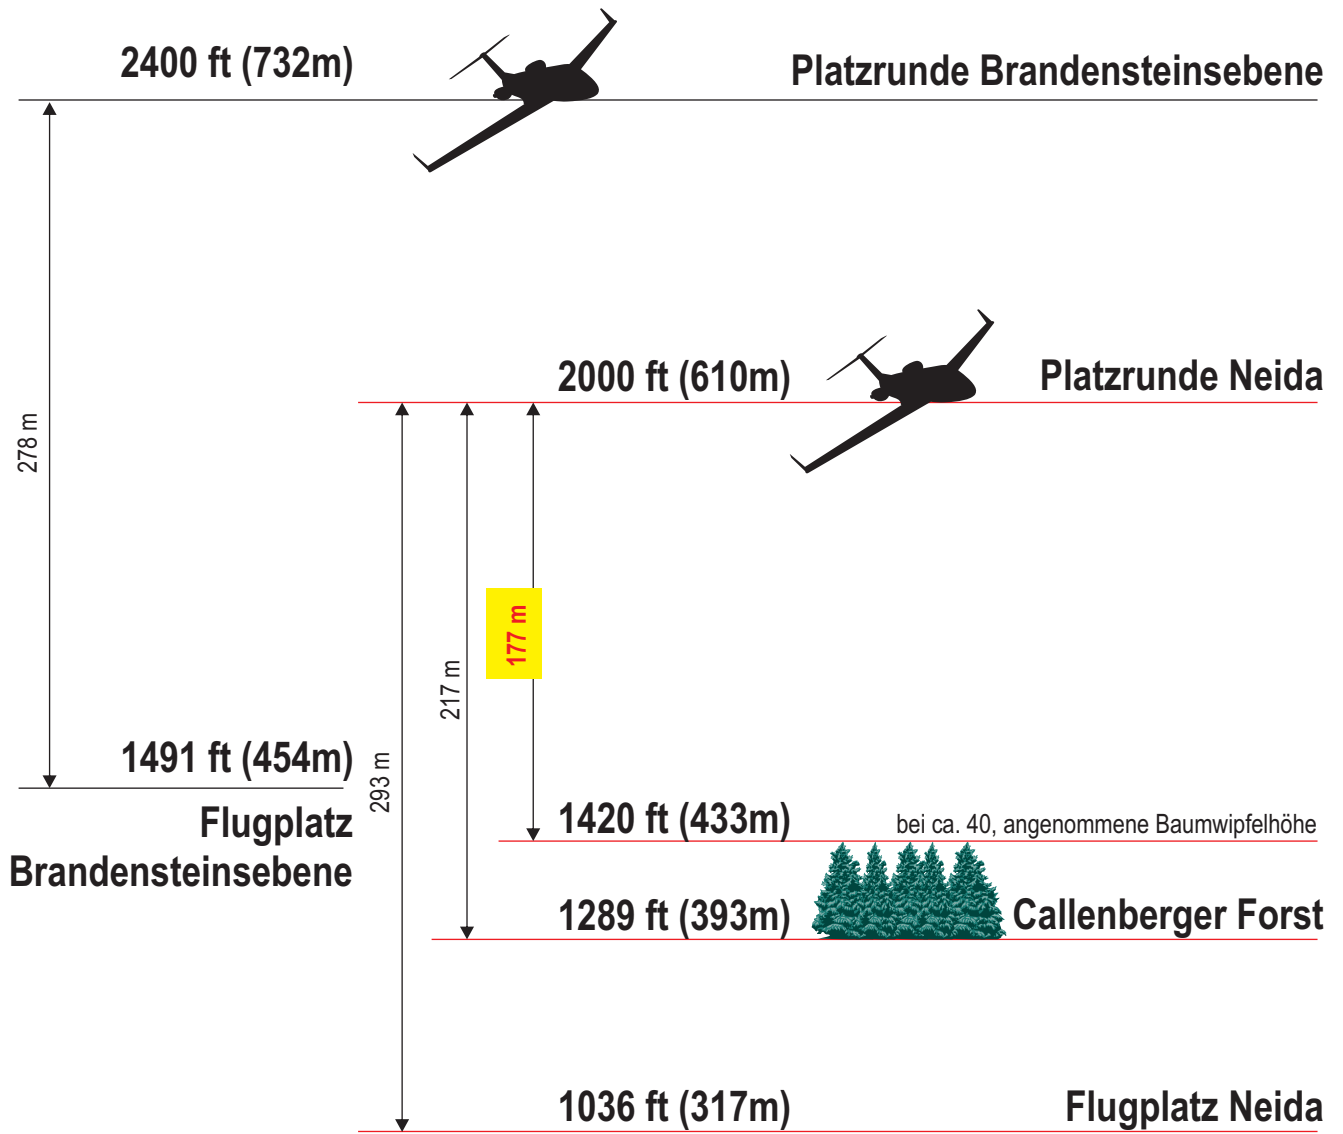 2400 ft (732m)
Platzrunde Brandensteinsebene
2000 ft (610m)
Platzrunde Neida
278 m
177 m
217 m
293 m
1491 ft (454m)
Flugplatz
Brandensteinsebene
1420 ft (433m)
bei ca. 40, angenommene Baumwipfelhöhe
1289 ft (393m)
Callenberger Forst
1036 ft (317m)
Flugplatz Neida